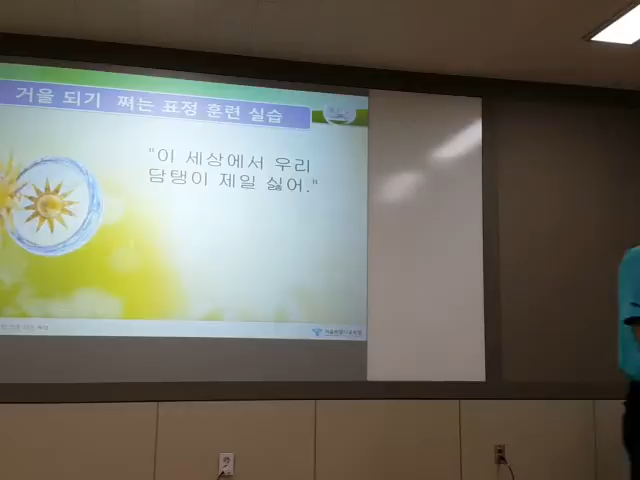 거울 되기 쩌는 표정 훈련 실습
"이 세상에서 우리
담탱이 제일 싫어."